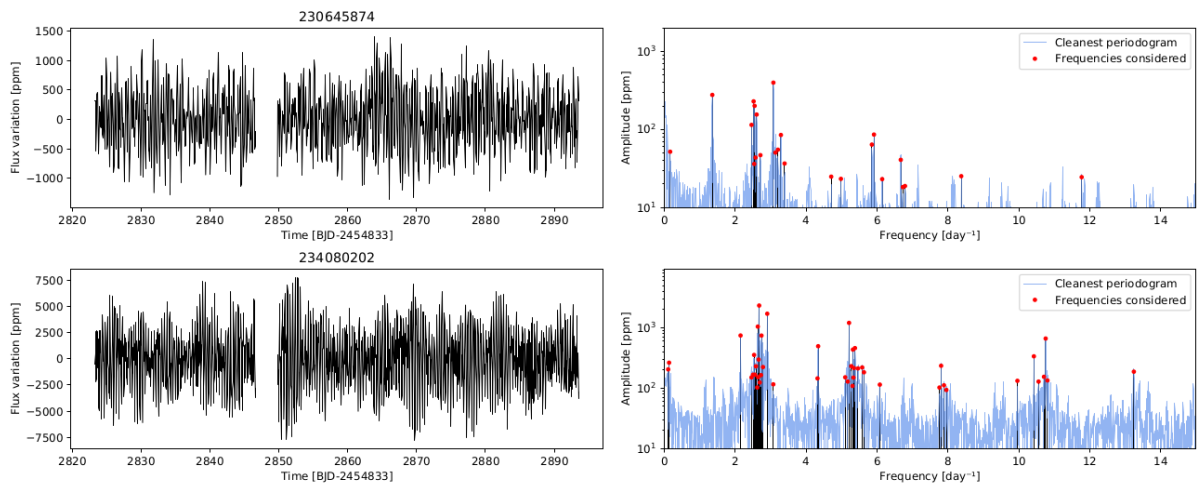 230645874
1500
1000
500
0
−500
−1000
Flux variation [ppm]
2820 2830 2840 2850 2860 2870 2880 2890
Time [BJD-2454833]
10³
10²
10¹
Amplitude [ppm]
Cleanest periodogram
Frequencies considered
0 2 4 6 8 10 12 14
Frequency [day⁻¹]
234080202
7500
5000
2500
0
−2500
−5000
−7500
Flux variation [ppm]
2820 2830 2840 2850 2860 2870 2880 2890
Time [BJD-2454833]
10³
10²
10¹
Amplitude [ppm]
Cleanest periodogram
Frequencies considered
0 2 4 6 8 10 12 14
Frequency [day⁻¹]